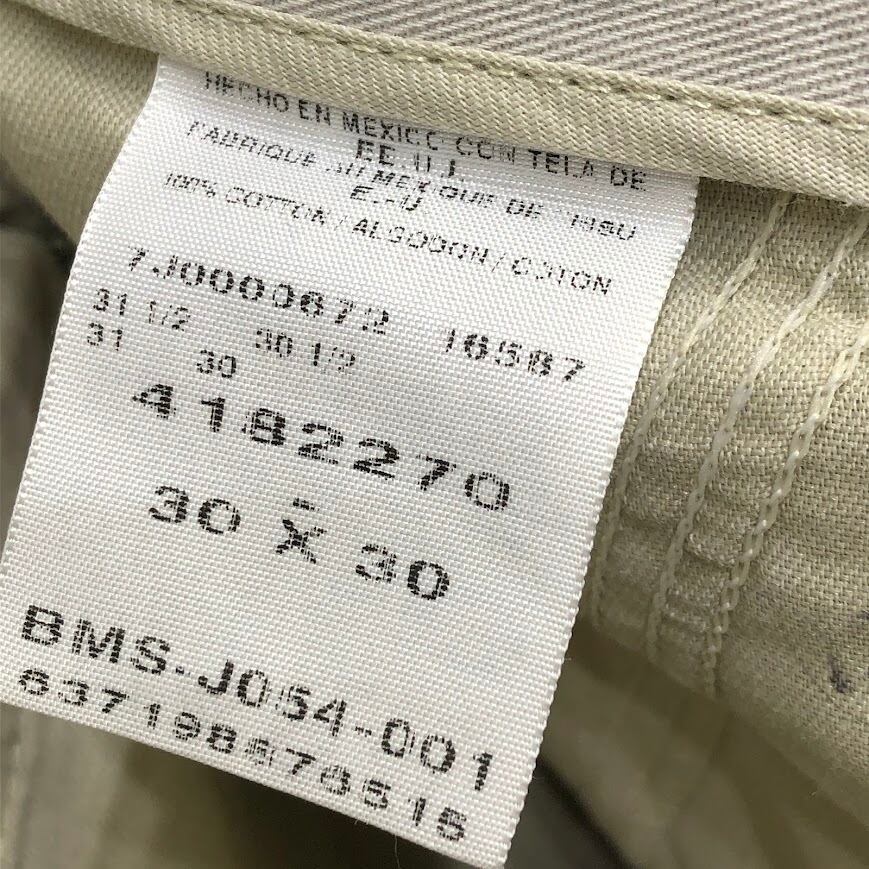 HECHO EN MEXICO CON TELA DE
EE.U.U.
FABRIQUE AU MEXIQUE DE TISSU
E.-U
100% COTTON / ALGODON / COTON
7J0000672 16587
31 1/2 30 1/2
31 30
4182270
-
30 X 30
BMS-J054-001